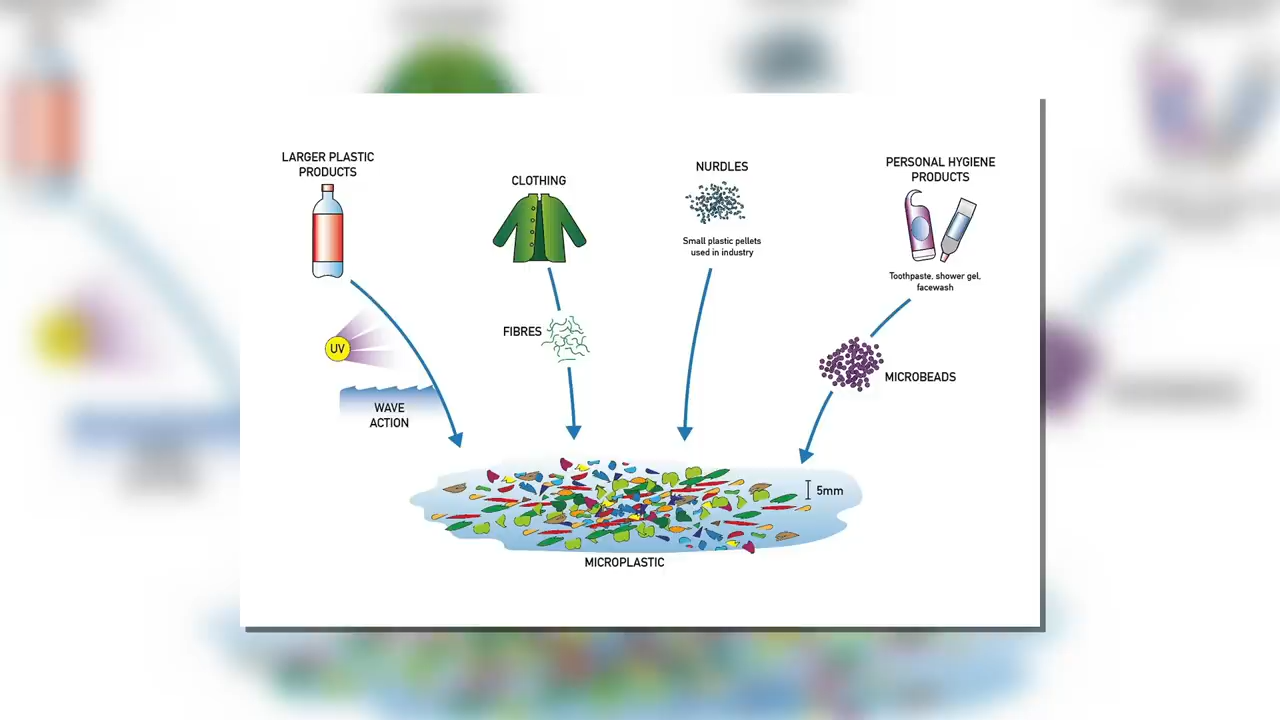 LARGER PLASTIC
PRODUCTS
CLOTHING
NURDLES
Small plastic pellets
used in industry
PERSONAL HYGIENE
PRODUCTS
Toothpaste, shower gel,
facewash
UV
WAVE
ACTION
FIBRES
MICROBEADS
5mm
MICROPLASTIC